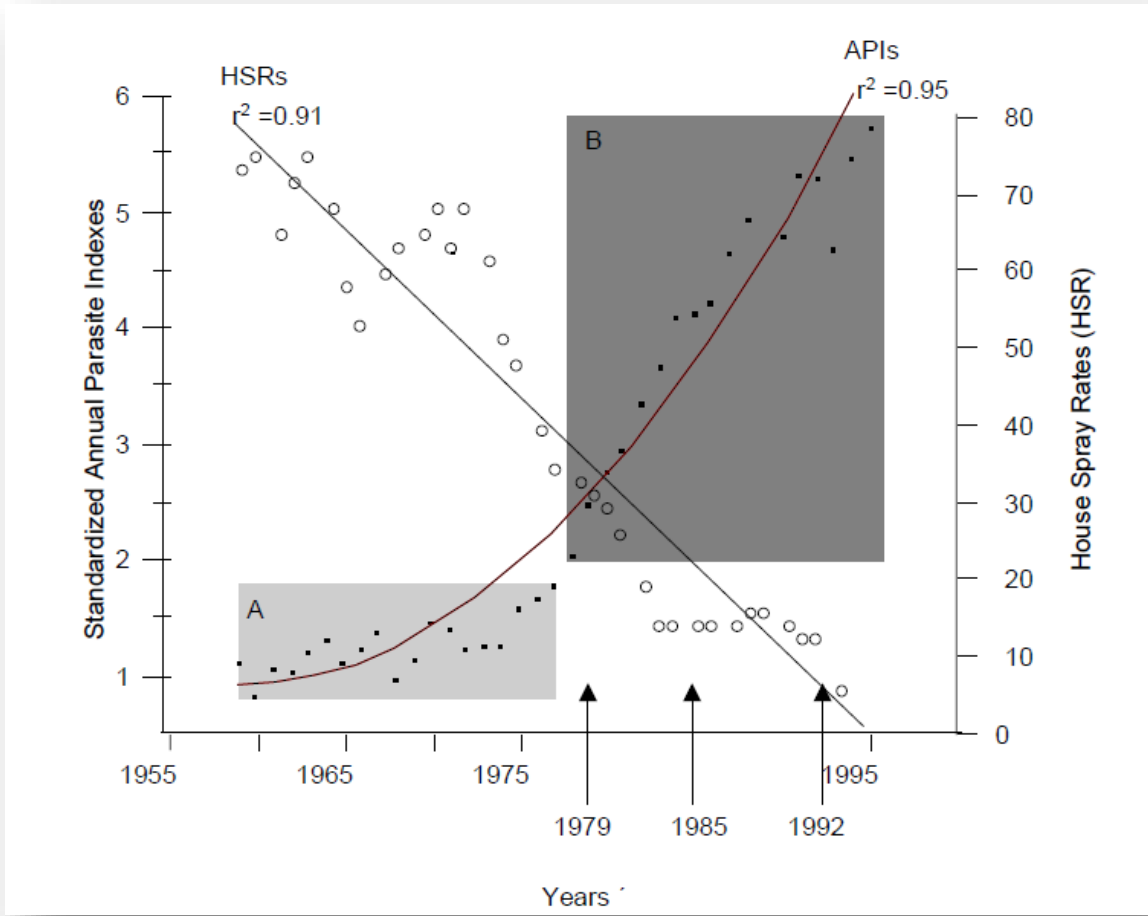 HSRs
r² =0.91
APIs
r² =0.95
Standardized Annual Parasite Indexes
6
5
4
3
2
1
A
B
80
70
60
50
40
30
20
10
0
House Spray Rates (HSR)
1955
1965
1975
1995
1979
1985
1992
Years ´